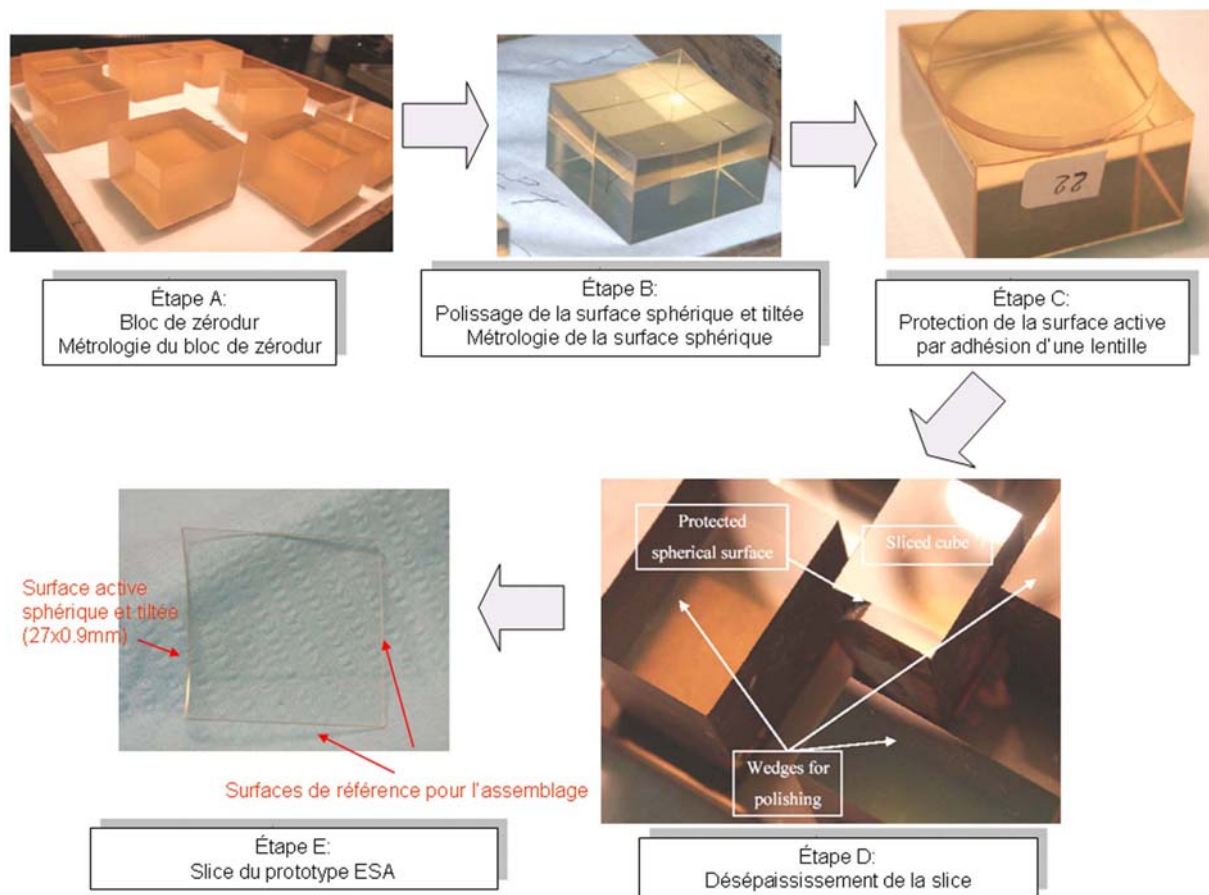 Étape A:
Bloc de zérodur
Métrologie du bloc de zérodur
Étape B:
Polissage de la surface sphérique et tiltée
Métrologie de la surface sphérique
22
Étape C:
Protection de la surface active
par adhésion d'une lentille
Protected
spherical surface
Sliced cube
Wedges for
polishing
Étape D:
Désépaississement de la slice
Surface active
sphérique et tiltée
(27x0.9mm)
Surfaces de référence pour l'assemblage
Étape E:
Slice du prototype ESA